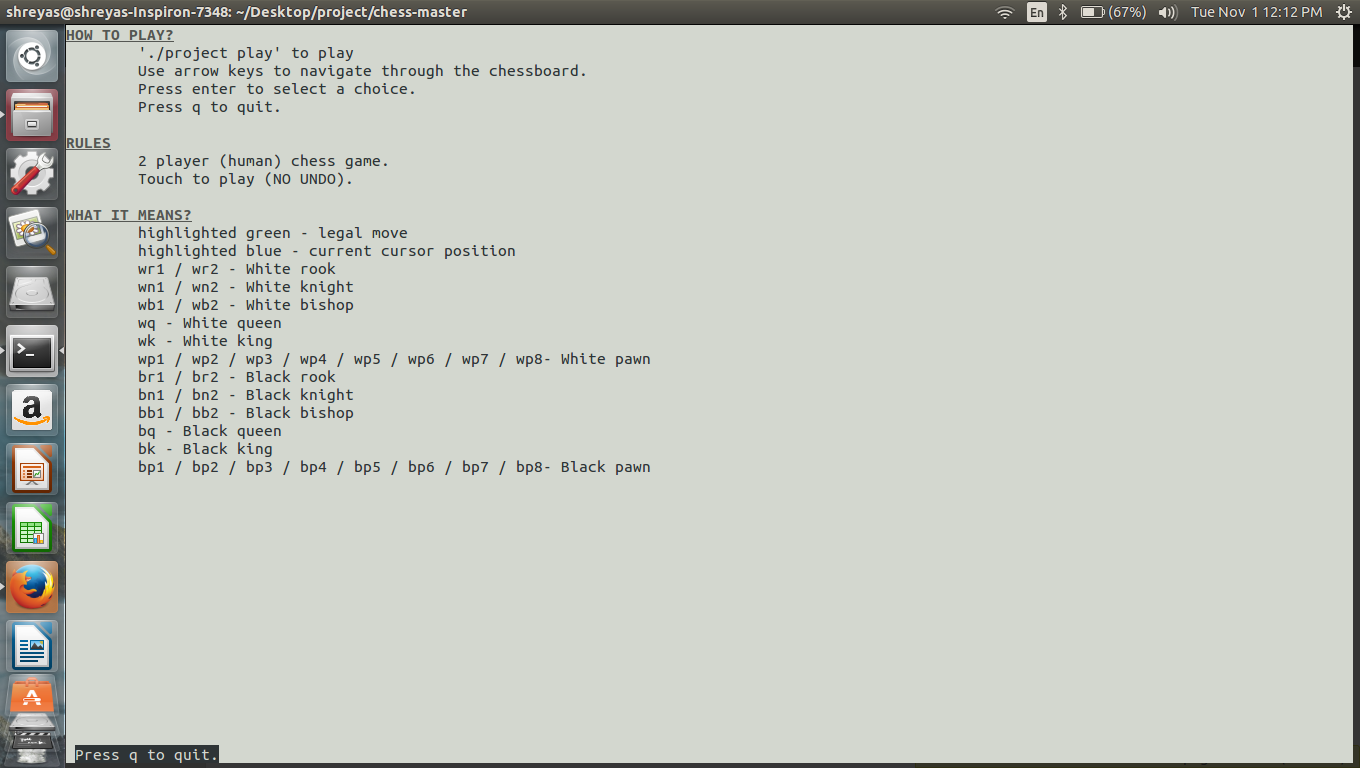 shreyas@shreyas-Inspiron-7348: ~/Desktop/project/chess-master
En
(67%)
Tue Nov 1 12:12 PM
HOW TO PLAY?
'./project play' to play
Use arrow keys to navigate through the chessboard.
Press enter to select a choice.
Press q to quit.
RULES
2 player (human) chess game.
Touch to play (NO UNDO).
WHAT IT MEANS?
highlighted green - legal move
highlighted blue - current cursor position
wr1 / wr2 - White rook
wn1 / wn2 - White knight
wb1 / wb2 - White bishop
wq - White queen
wk - White king
wp1 / wp2 / wp3 / wp4 / wp5 / wp6 / wp7 / wp8- White pawn
br1 / br2 - Black rook
bn1 / bn2 - Black knight
bb1 / bb2 - Black bishop
bq - Black queen
bk - Black king
bp1 / bp2 / bp3 / bp4 / bp5 / bp6 / bp7 / bp8- Black pawn
Press q to quit.